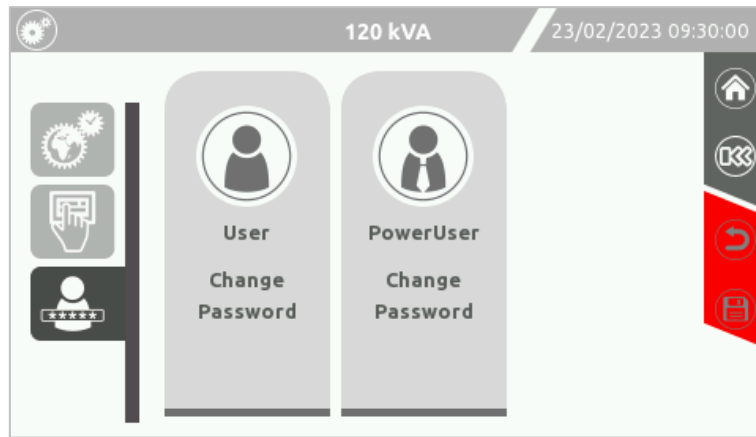 120 kVA
23/02/2023 09:30:00
User
Change
Password
PowerUser
Change
Password
*****